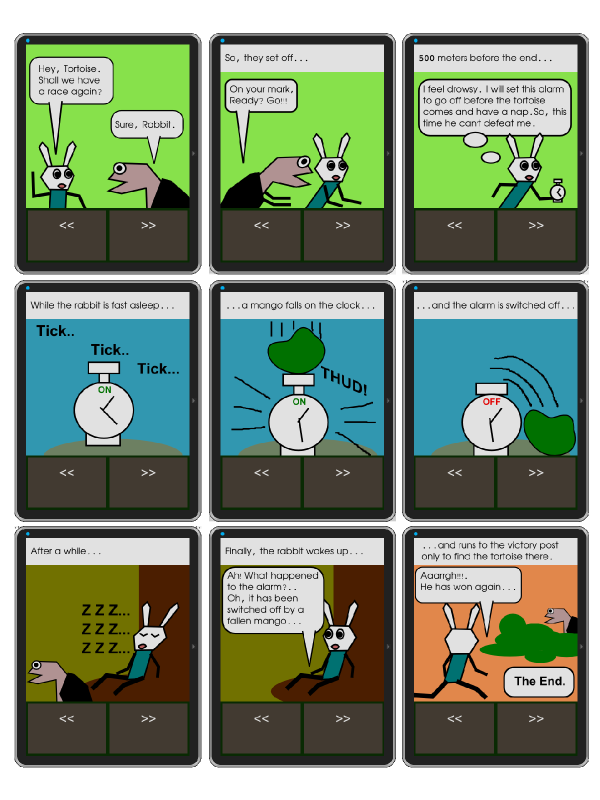 Hey, Tortoise.
Shall we have
a race again?
Sure, Rabbit.
<< >>
So, they set off...
On your mark,
Ready? Go!!!
<< >>
500 meters before the end...
I feel drowsy. I will set this alarm
to go off before the tortoise
comes and have a nap. So, this
time he cant defeat me.
<< >>
While the rabbit is fast asleep...
Tick..
Tick..
Tick...
ON
<< >>
...a mango falls on the clock...
THUD!
ON
<< >>
...and the alarm is switched off...
OFF
<< >>
After a while...
Z Z Z...
Z Z Z...
Z Z Z...
<< >>
Finally, the rabbit wakes up...
Ah! What happened
to the alarm?..
Oh, it has been
switched off by a
fallen mango...
<< >>
...and runs to the victory post
only to find the tortoise there.
Aaargh!!!.
He has won again...
The End.
<< >>